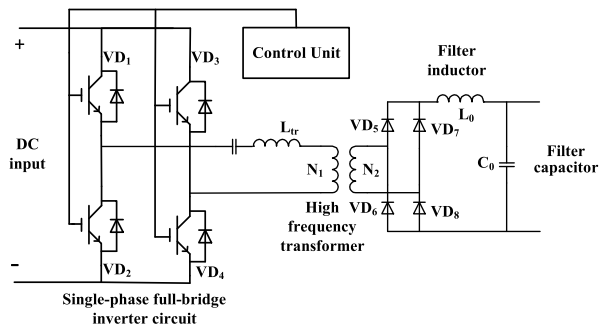 +
VD1
VD3
Control Unit
Filter
inductor
Ltr
VD5
VD7
L0
DC
input
N1
N2
C0
Filter
capacitor
VD6
VD8
High
frequency
transformer
−
VD2
VD4
Single-phase full-bridge
inverter circuit